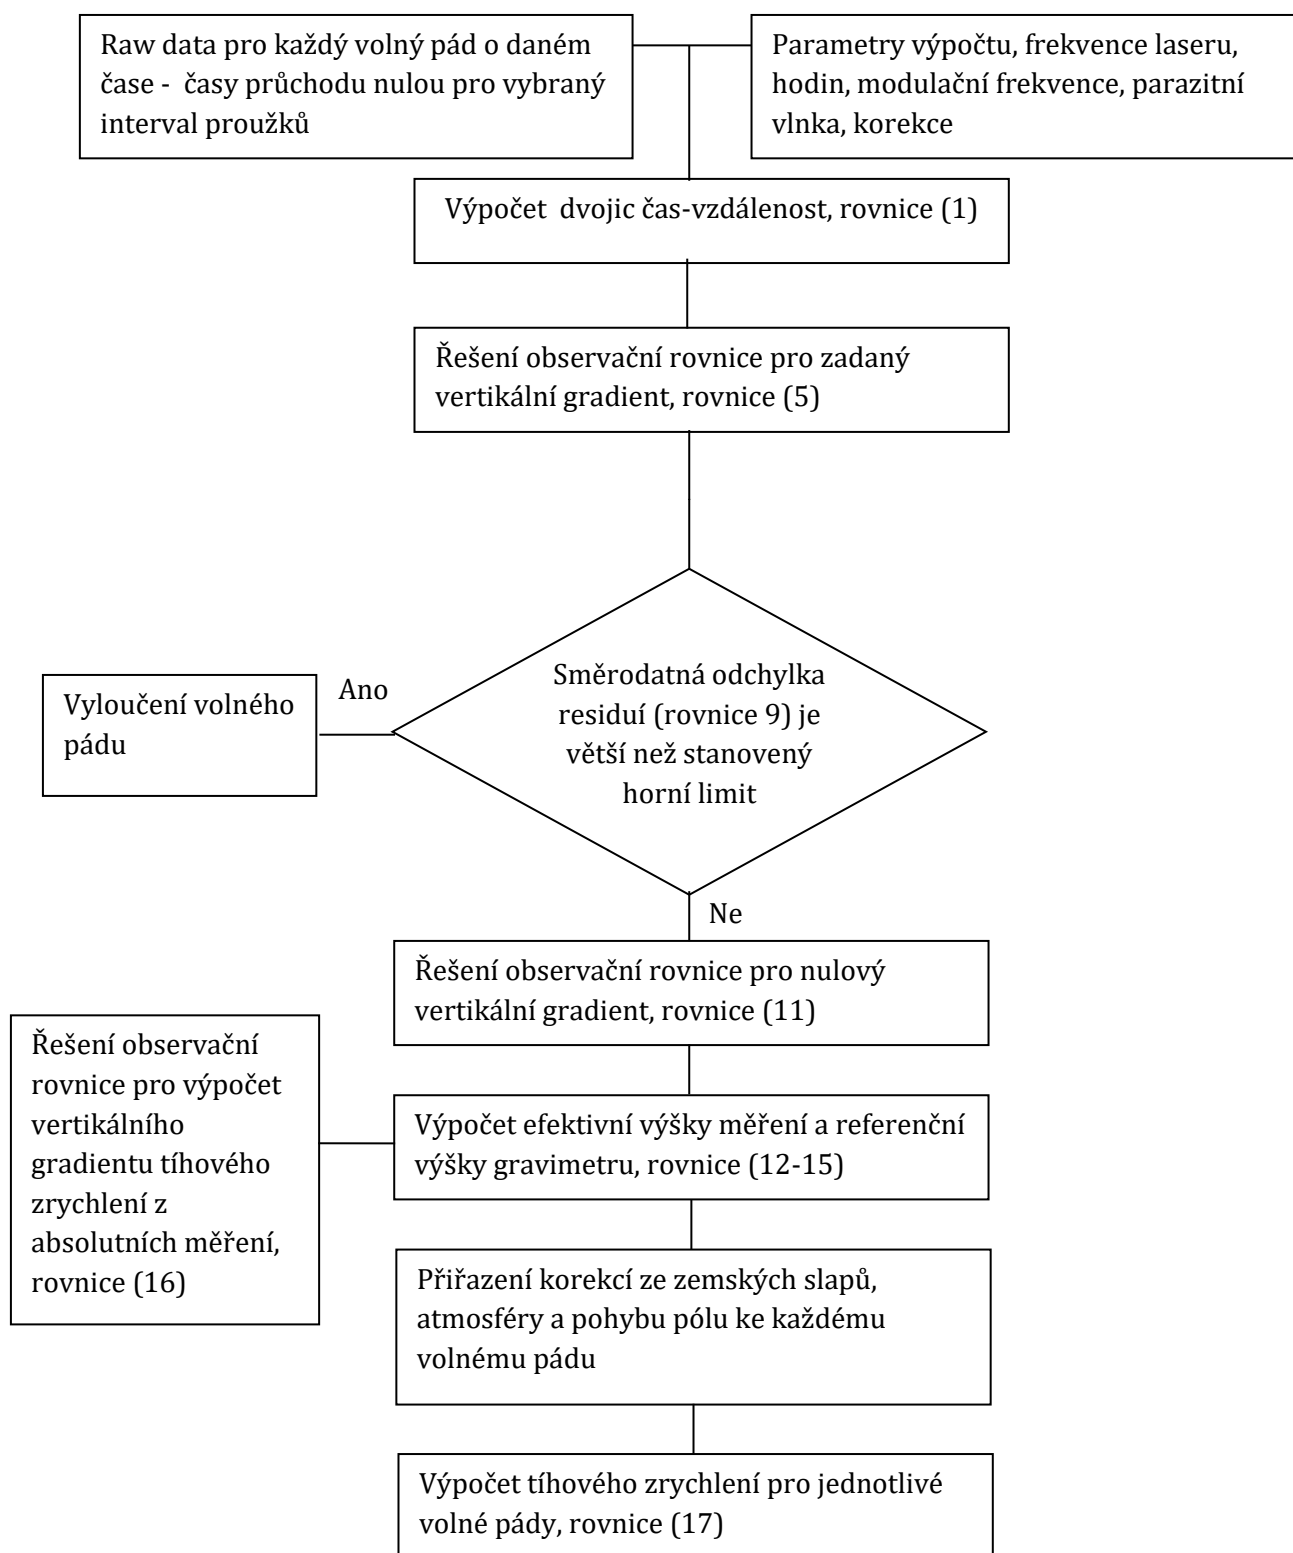 Raw data pro každý volný pád o daném
čase - časy průchodu nulou pro vybraný
interval proužků
Parametry výpočtu, frekvence laseru,
hodin, modulační frekvence, parazitní
vlnka, korekce
Výpočet dvojic čas-vzdálenost, rovnice (1)
Řešení observační rovnice pro zadaný
vertikální gradient, rovnice (5)
Směrodatná odchylka
residuí (rovnice 9) je
větší než stanovený
horní limit
Ano
Vyloučení volného
pádu
Ne
Řešení observační rovnice pro nulový
vertikální gradient, rovnice (11)
Řešení observační
rovnice pro výpočet
vertikálního
gradientu tíhového
zrychlení z
absolutních měření,
rovnice (16)
Výpočet efektivní výšky měření a referenční
výšky gravimetru, rovnice (12-15)
Přiřazení korekcí ze zemských slapů,
atmosféry a pohybu pólu ke každému
volnému pádu
Výpočet tíhového zrychlení pro jednotlivé
volné pády, rovnice (17)